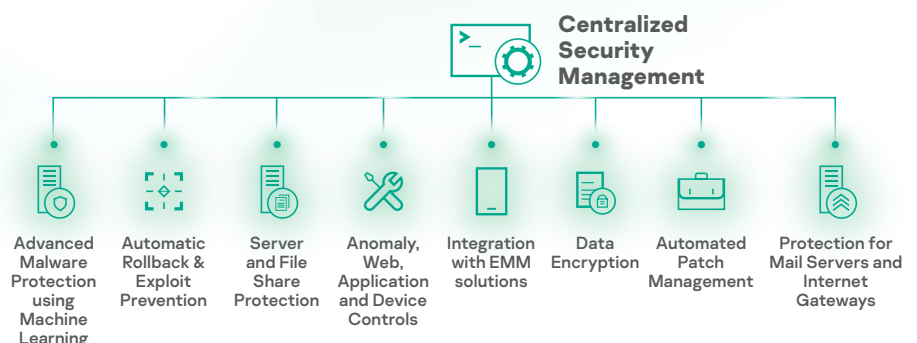 Centralized
Security
Management
Advanced
Malware
Protection
using
Machine
Learning
Automatic
Rollback &
Exploit
Prevention
Server
and File
Share
Protection
Anomaly,
Web,
Application
and Device
Controls
Integration
with EMM
solutions
Data
Encryption
Automated
Patch
Management
Protection for
Mail Servers and
Internet
Gateways